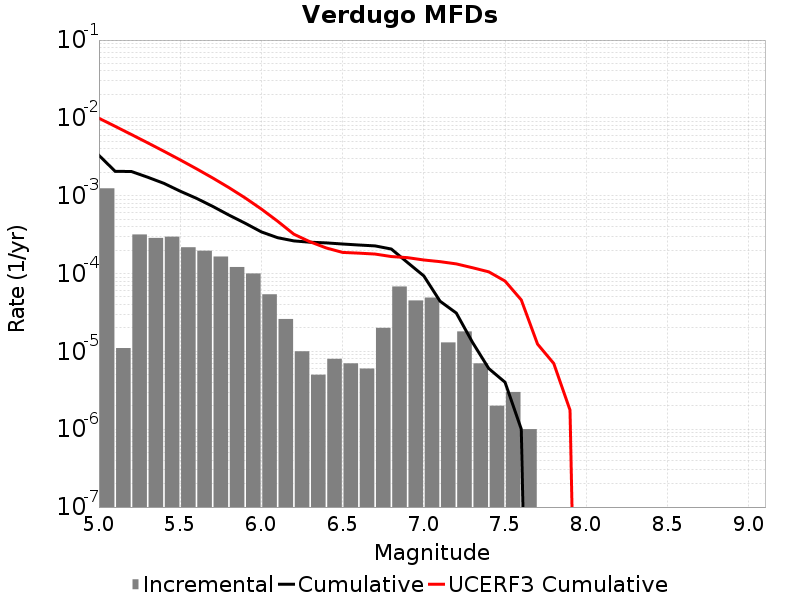 Verdugo MFDs
10-1
10-2
10-3
10-4
10-5
10-6
10-7
Rate (1/yr)
5.0 5.5 6.0 6.5 7.0 7.5 8.0 8.5 9.0
Magnitude
Incremental Cumulative UCERF3 Cumulative